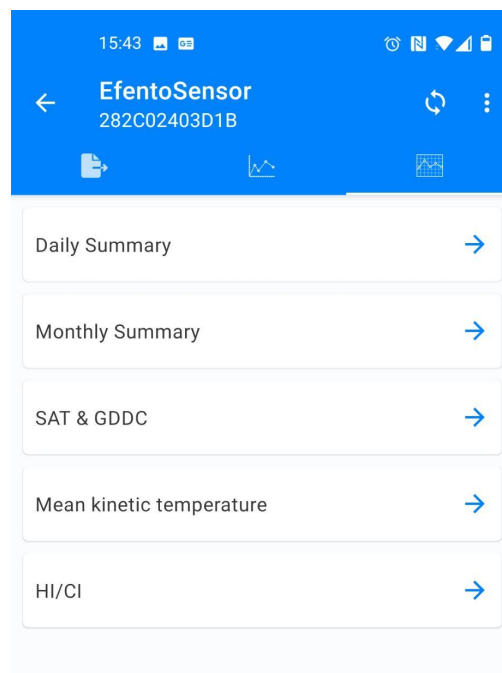 15:43
EfentoSensor
282C02403D1B
Daily Summary
Monthly Summary
SAT & GDDC
Mean kinetic temperature
HI/CI